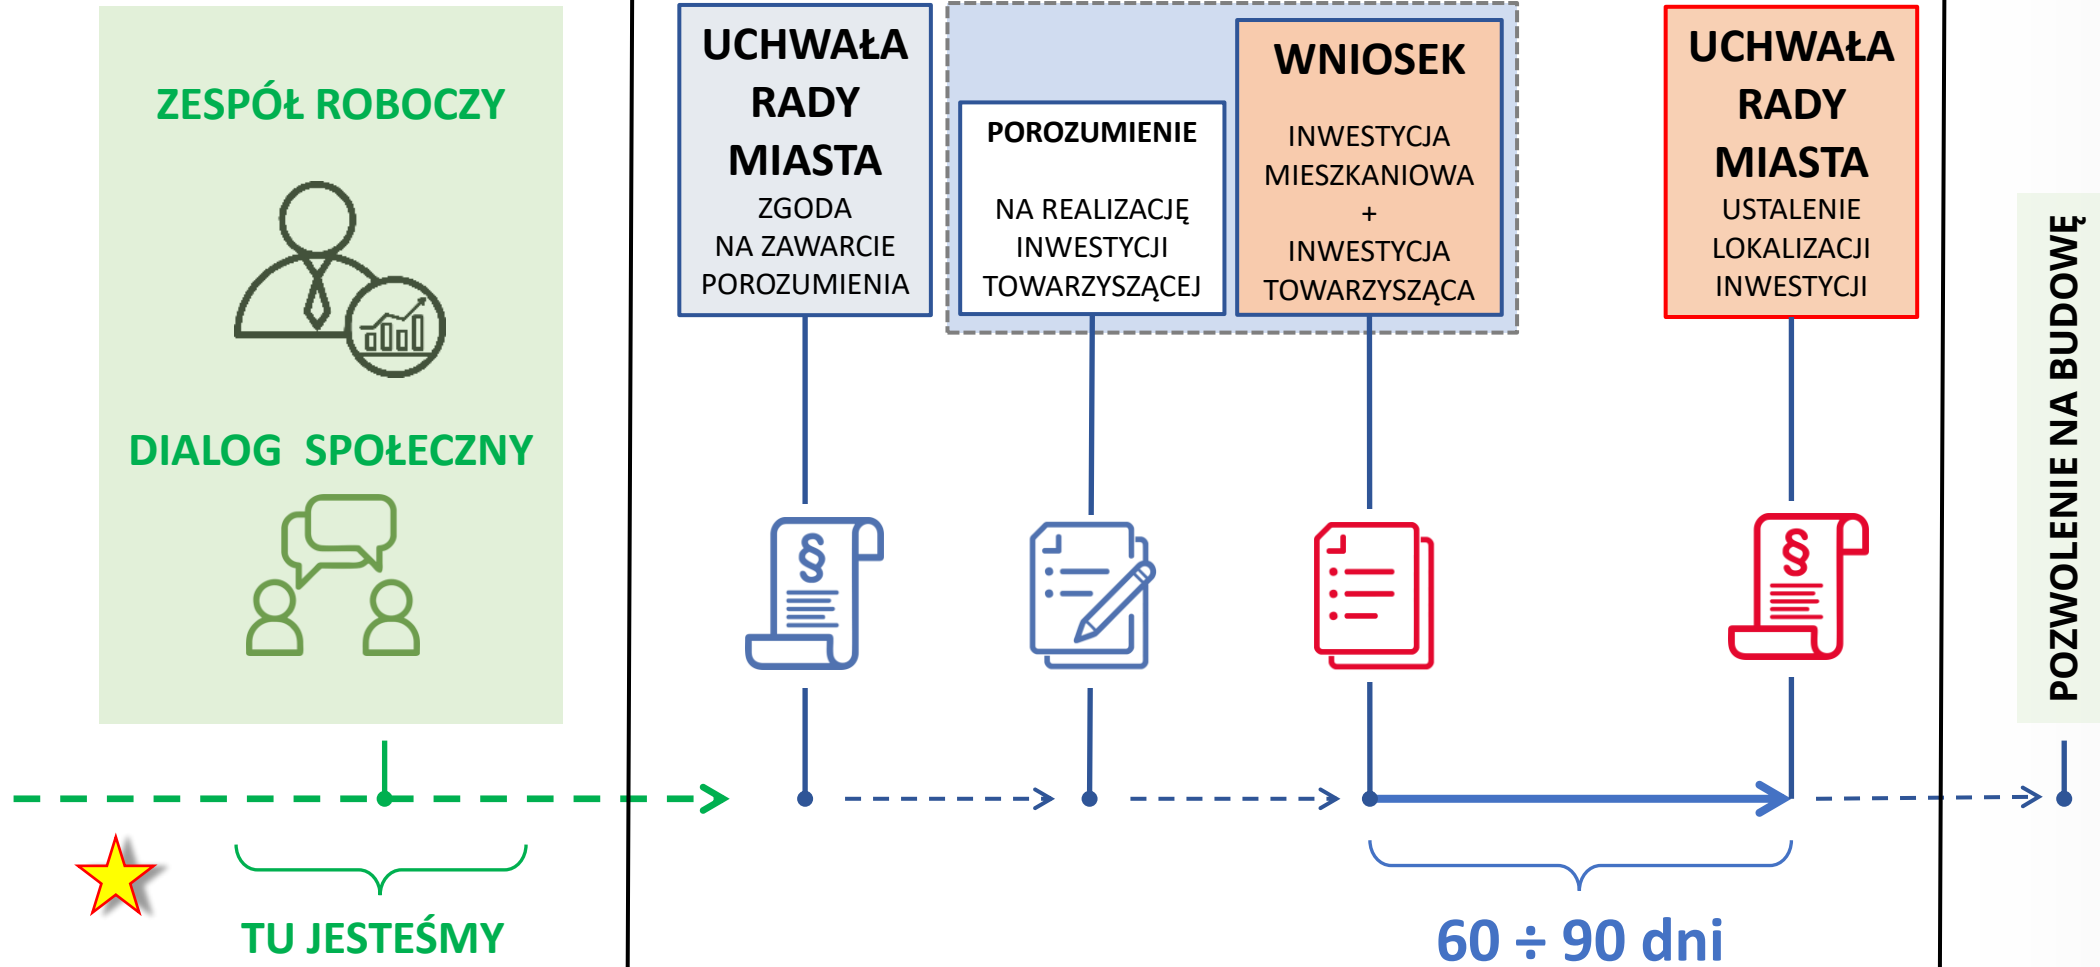 ZESPÓŁ ROBOCZY
DIALOG SPOŁECZNY
TU JESTEŚMY
UCHWAŁA
RADY
MIASTA
ZGODA
NA ZAWARCIE
POROZUMIENIA
§
POROZUMIENIE
NA REALIZACJĘ
INWESTYCJI
TOWARZYSZĄCEJ
WNIOSEK
INWESTYCJA
MIESZKANIOWA
+
INWESTYCJA
TOWARZYSZĄCA
UCHWAŁA
RADY
MIASTA
USTALENIE
LOKALIZACJI
INWESTYCJI
§
60 ÷ 90 dni
POZWOLENIE NA BUDOWĘ